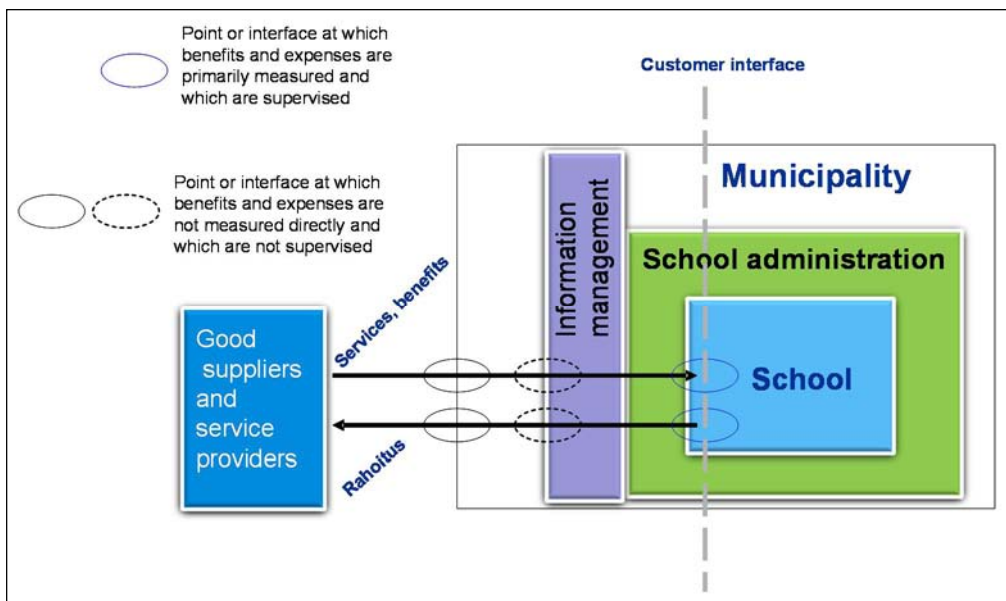 Point or interface at which
benefits and expenses are
primarily measured and
which are supervised
Customer interface
Point or interface at which
benefits and expenses are
not measured directly and
which are not supervised
Municipality
Information
management
School administration
School
Services, benefits
Good
suppliers
and
service
providers
Rahoitus